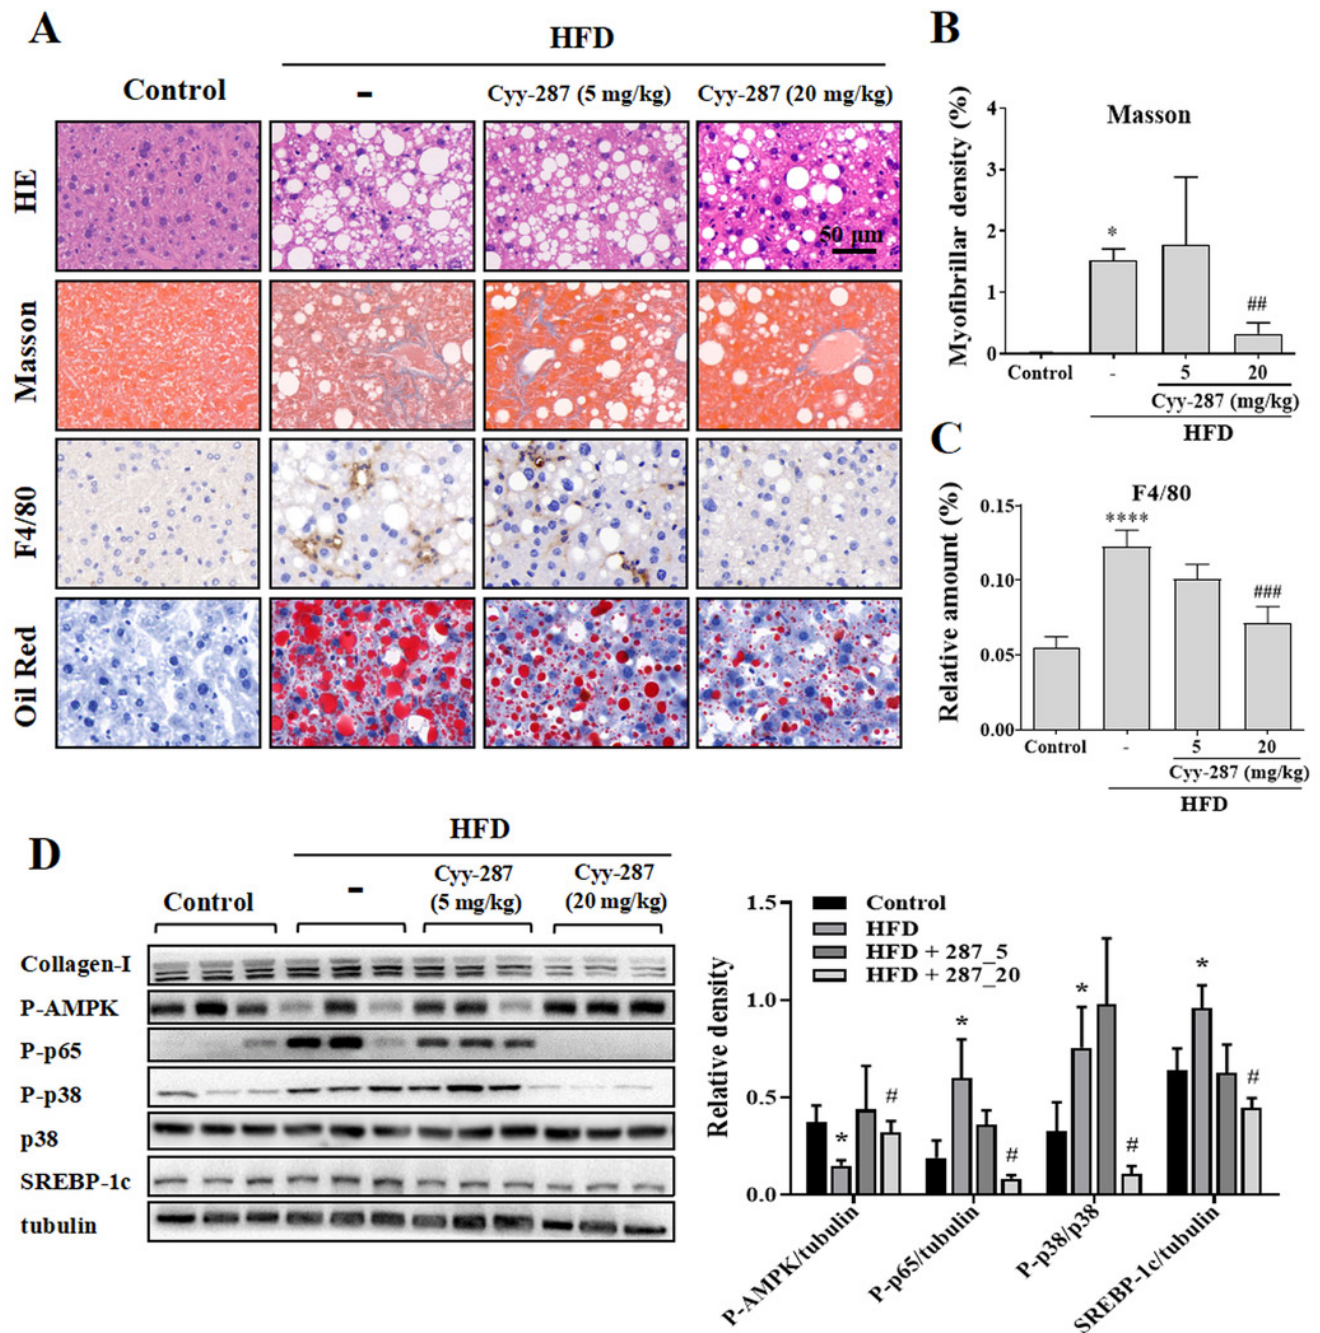 A
HFD
Control
-
Cyy-287 (5 mg/kg)
Cyy-287 (20 mg/kg)
HE
50 μm
Masson
F4/80
Oil Red
B
Masson
Myofibrillar density (%)
4
3
2
1
0
*
##
Control
-
5
20
Cyy-287 (mg/kg)
HFD
C
F4/80
Relative amount (%)
0.15
0.10
0.05
0.00
****
###
Control
-
5
20
Cyy-287 (mg/kg)
HFD
D
HFD
Control
-
Cyy-287
(5 mg/kg)
Cyy-287
(20 mg/kg)
Collagen-I
P-AMPK
P-p65
P-p38
p38
SREBP-1c
tubulin
Relative density
1.5
1.0
0.5
0.0
Control
HFD
HFD + 287_5
HFD + 287_20
*
#
*
#
*
#
*
#
P-AMPK/tubulin
P-p65/tubulin
P-p38/p38
SREBP-1c/tubulin